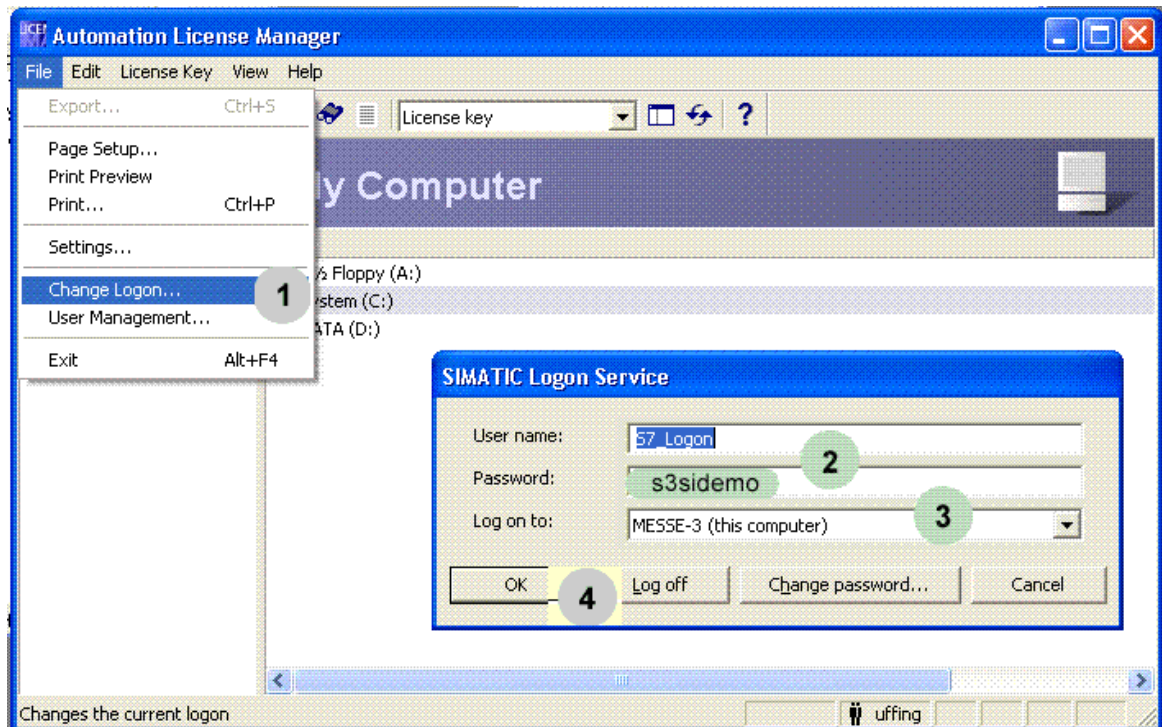 Automation License Manager
File Edit License Key View Help
Export... Ctrl+S
License key
?
Page Setup...
Print Preview
Print... Ctrl+P
y Computer
Settings...
½ Floppy (A:)
Change Logon... 1
stem (C:)
User Management...
ATA (D:)
Exit Alt+F4
SIMATIC Logon Service
User name: S7_Logon
2
Password: s3sidemo
Log on to: MESSE-3 (this computer) 3
OK 4 Log off Change password... Cancel
Changes the current logon uffing